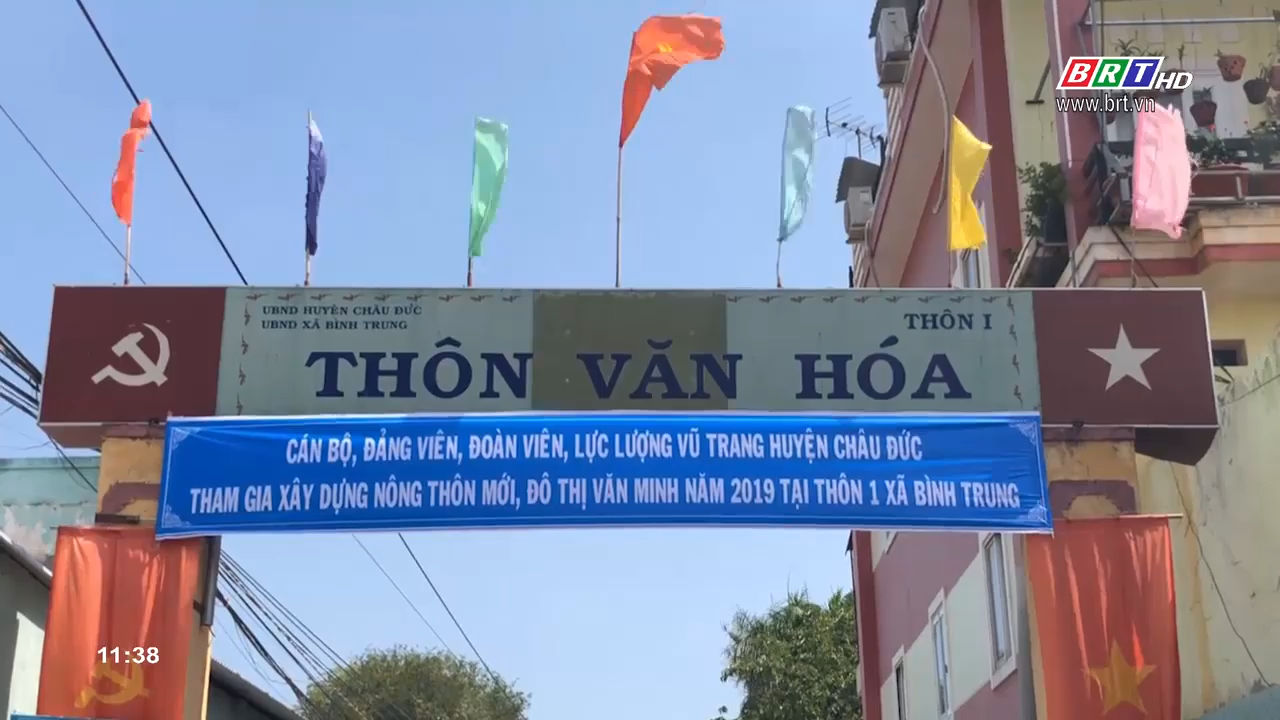 BRT HD
www.brt.vn
UBND HUYỆN CHÂU ĐỨC
UBND XÃ BÌNH TRUNG
THÔN I
THÔN VĂN HÓA
CÁN BỘ, ĐẢNG VIÊN, ĐOÀN VIÊN, LỰC LƯỢNG VŨ TRANG HUYỆN CHÂU ĐỨC
THAM GIA XÂY DỰNG NÔNG THÔN MỚI, ĐÔ THỊ VĂN MINH NĂM 2019 TẠI THÔN 1 XÃ BÌNH TRUNG
11:38